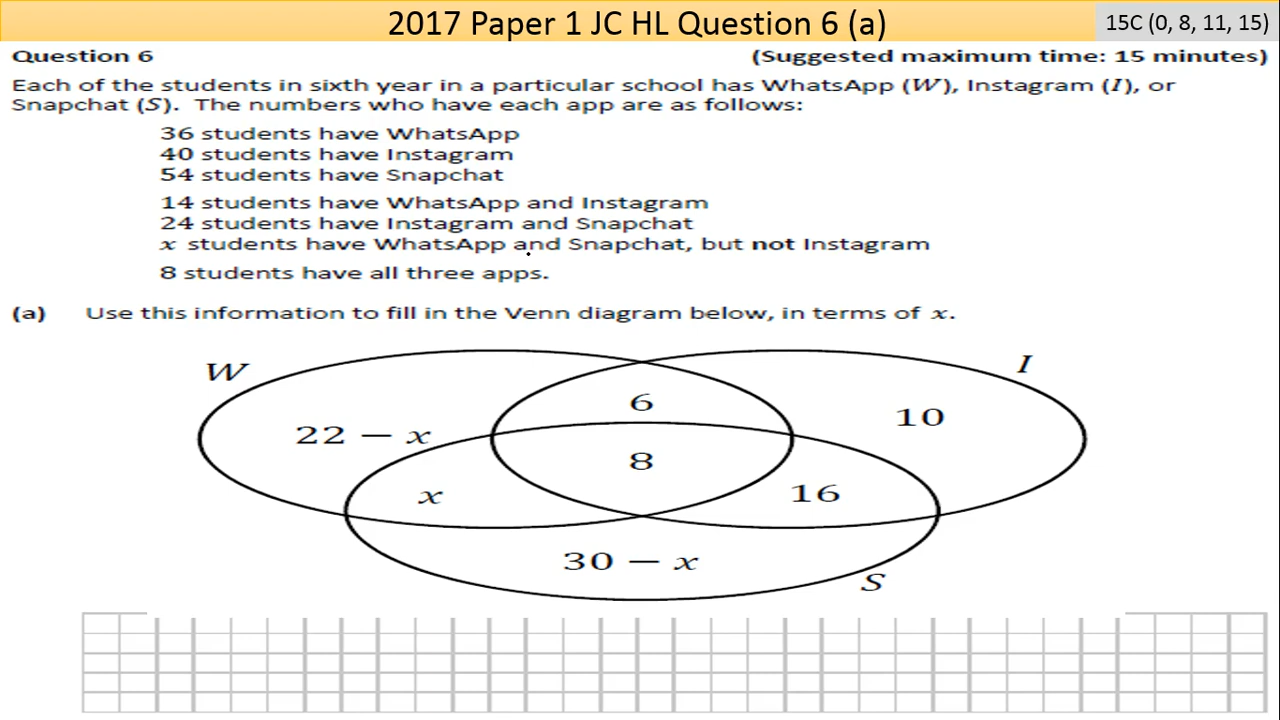 2017 Paper 1 JC HL Question 6 (a)
15C (0, 8, 11, 15)
Question 6
(Suggested maximum time: 15 minutes)
Each of the students in sixth year in a particular school has WhatsApp (W), Instagram (I), or
Snapchat (S). The numbers who have each app are as follows:
36 students have WhatsApp
40 students have Instagram
54 students have Snapchat
14 students have WhatsApp and Instagram
24 students have Instagram and Snapchat
x students have WhatsApp and Snapchat, but not Instagram
8 students have all three apps.
(a) Use this information to fill in the Venn diagram below, in terms of x.
W
I
6
10
22 − x
8
x
16
30 − x
S